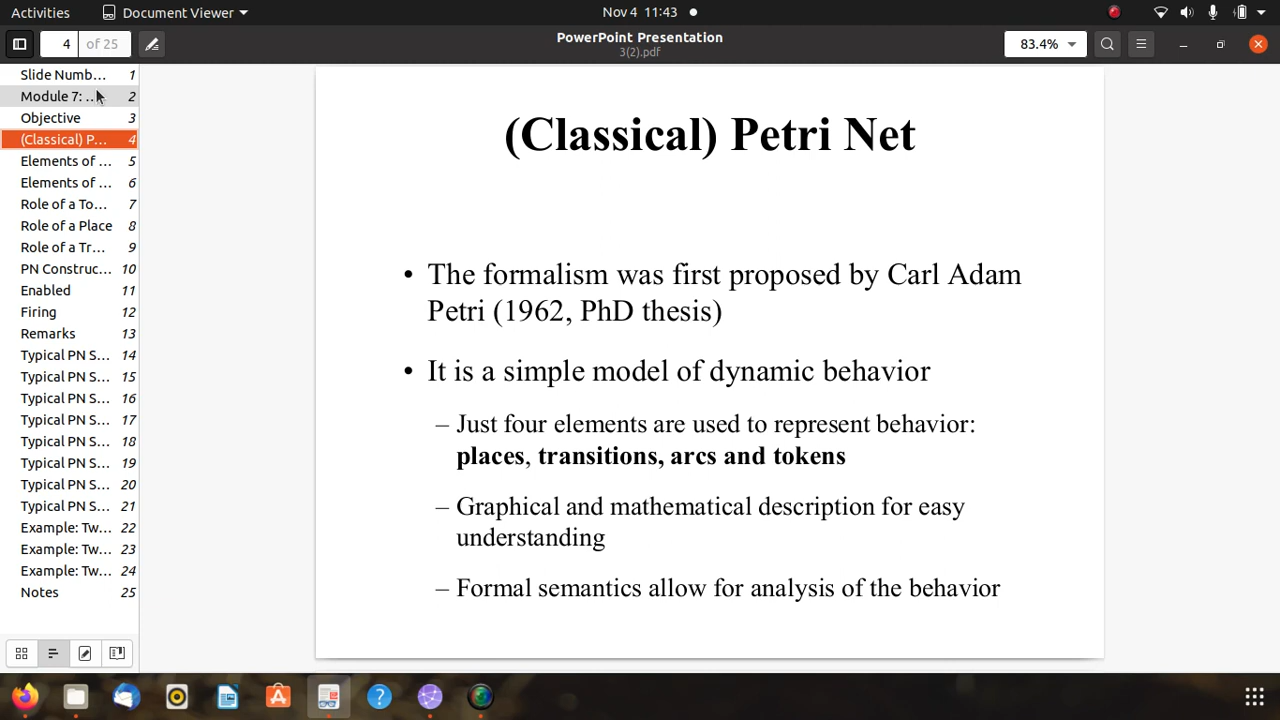 Activities
Document Viewer
Nov 4 11:43
4
of 25
PowerPoint Presentation
3(2).pdf
83.4%
Slide Numb... 1
Module 7: ... 2
Objective 3
(Classical) P... 4
Elements of ... 5
Elements of ... 6
Role of a To... 7
Role of a Place 8
Role of a Tr... 9
PN Construc... 10
Enabled 11
Firing 12
Remarks 13
Typical PN S... 14
Typical PN S... 15
Typical PN S... 16
Typical PN S... 17
Typical PN S... 18
Typical PN S... 19
Typical PN S... 20
Typical PN S... 21
Example: Tw... 22
Example: Tw... 23
Example: Tw... 24
Notes 25
(Classical) Petri Net
• The formalism was first proposed by Carl Adam
Petri (1962, PhD thesis)
• It is a simple model of dynamic behavior
– Just four elements are used to represent behavior:
places, transitions, arcs and tokens
– Graphical and mathematical description for easy
understanding
– Formal semantics allow for analysis of the behavior